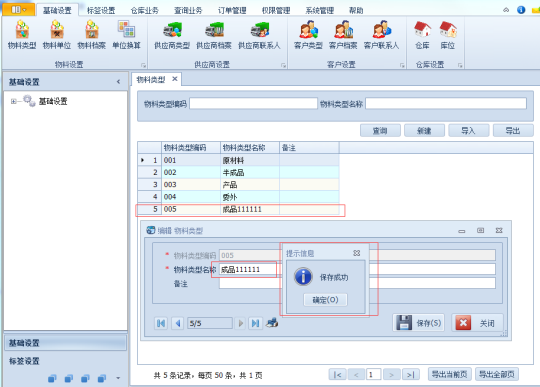 基础设置 标签设置 仓库业务 查询业务 订单管理 权限管理 系统管理 帮助
物料类型 物料单位 物料档案 单位换算 供应商类型 供应商档案 供应商联系人 客户类型 客户档案 客户联系人 仓库 库位
物料设置 供应商设置 客户设置 仓库设置
基础设置
基础设置
物料类型
物料类型编码 物料类型名称
查询 新建 导入 导出
物料类型编码 物料类型名称 备注
1 001 原材料
2 002 半成品
3 003 产品
4 004 委外
5 005 成品111111
编辑 物料类型
* 物料类型编码 005
* 物料类型名称 成品111111
备注
提示信息
保存成功
确定(O)
5/5
保存(S) 关闭
基础设置
标签设置
共 5 条记录，每页 50 条，共 1 页
|< < 1 > >| 导出当前页 导出全部页